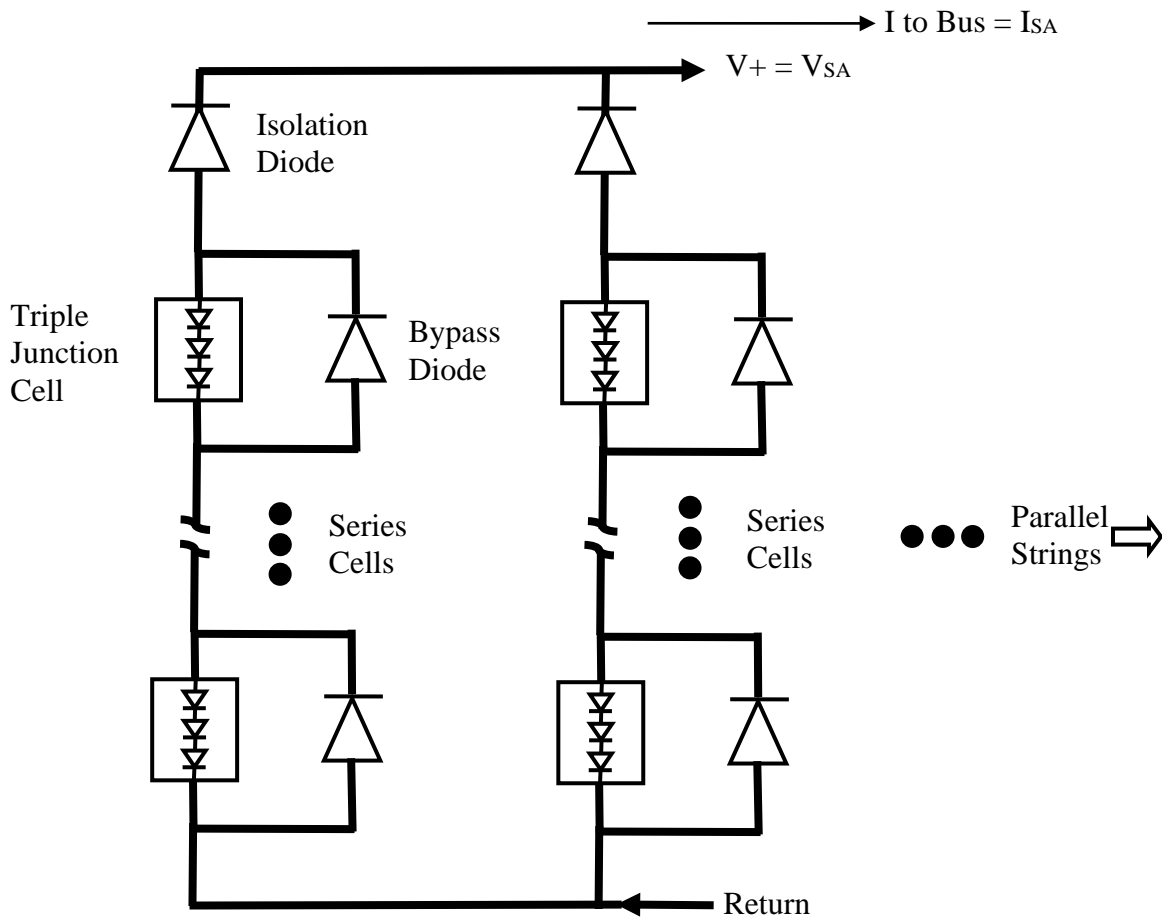 I to Bus = ISA
V+ = VSA
Isolation
Diode
Triple
Junction
Cell
Bypass
Diode
Series
Cells
Series
Cells
Parallel
Strings
Return